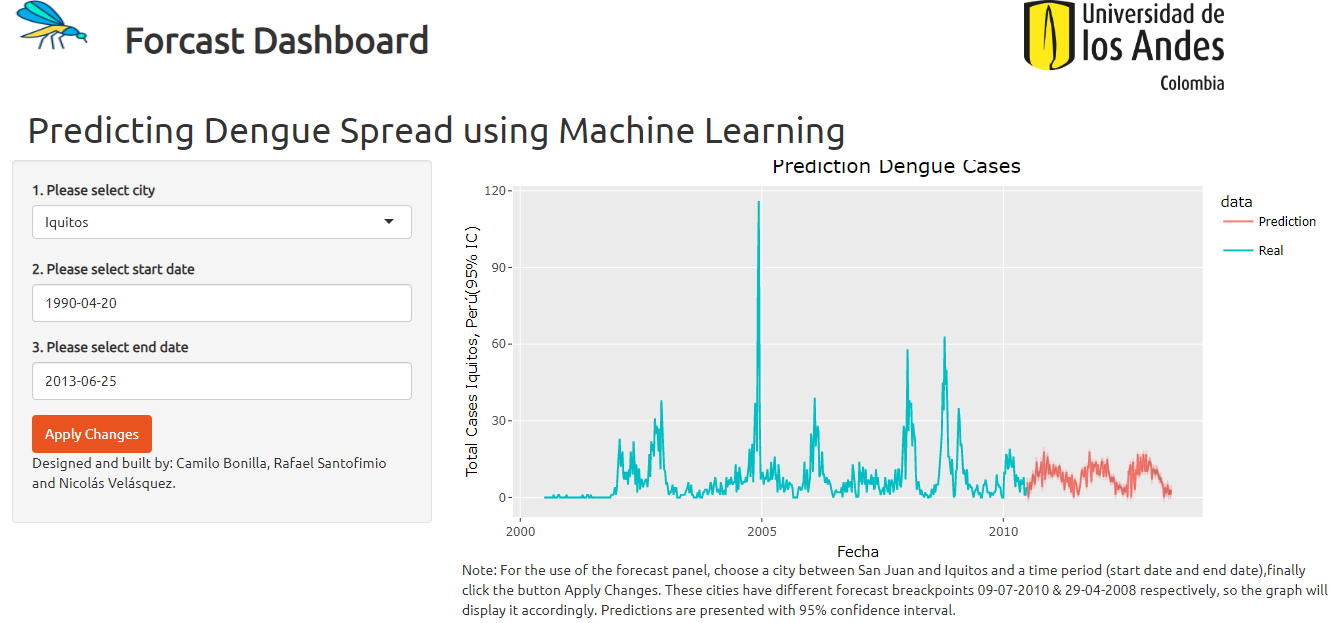 Forcast Dashboard
Universidad de
los Andes
Colombia
Predicting Dengue Spread using Machine Learning
1. Please select city
Iquitos
2. Please select start date
1990-04-20
3. Please select end date
2013-06-25
Apply Changes
Designed and built by: Camilo Bonilla, Rafael Santofimio
and Nicolás Velásquez.
Prediction Dengue Cases
Total Cases Iquitos, Perú(95% IC)
120
90
60
30
0
2000
2005
2010
Fecha
data
Prediction
Real
Note: For the use of the forecast panel, choose a city between San Juan and Iquitos and a time period (start date and end date),finally
click the button Apply Changes. These cities have different forecast breackpoints 09-07-2010 & 29-04-2008 respectively, so the graph will
display it accordingly. Predictions are presented with 95% confidence interval.